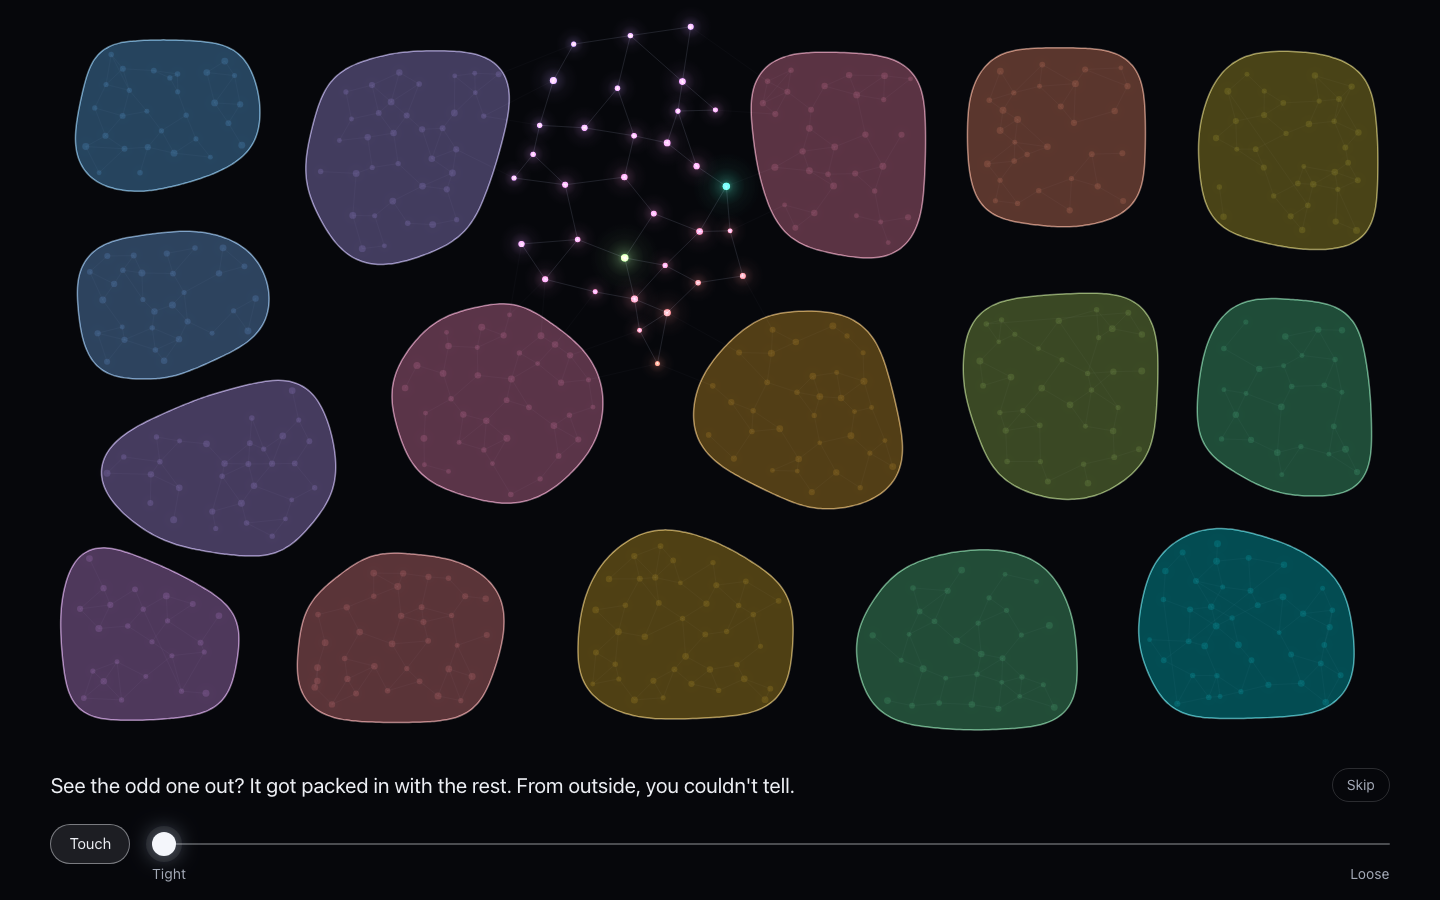 See the odd one out? It got packed in with the rest. From outside, you couldn't tell.
Skip
Touch
Tight
Loose